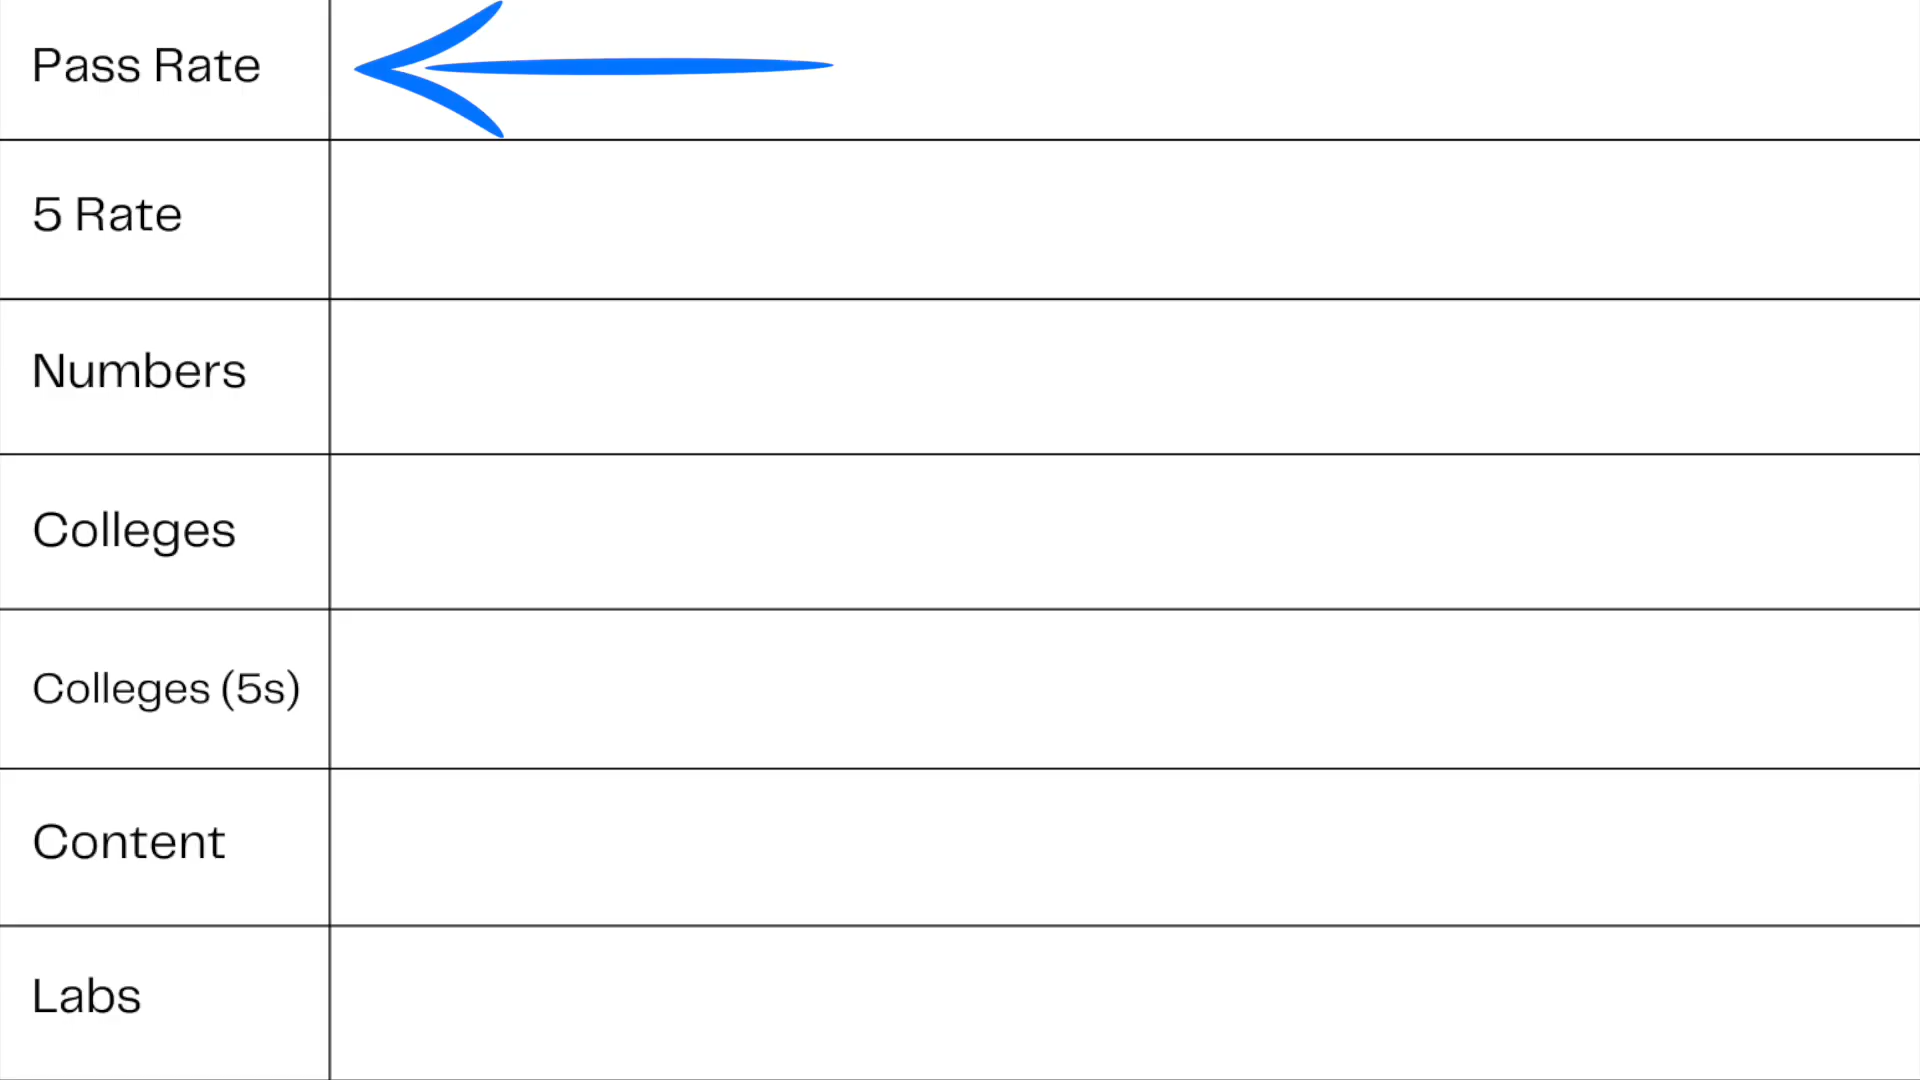 Pass Rate
5 Rate
Numbers
Colleges
Colleges (5s)
Content
Labs